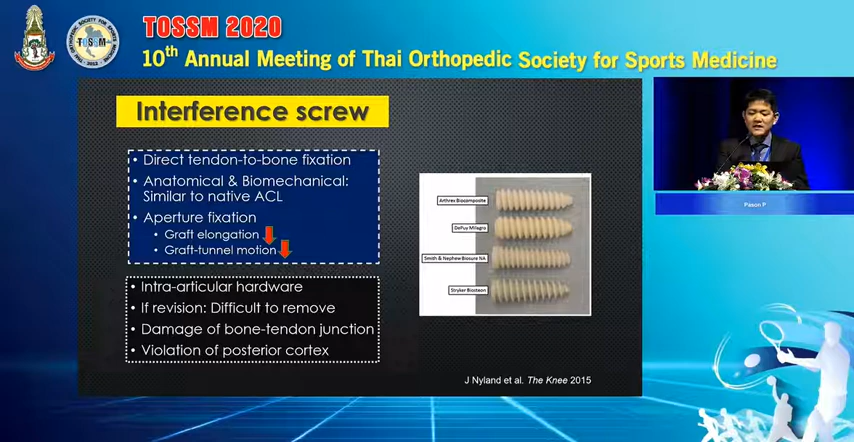 TOSSM 2020
10th Annual Meeting of Thai Orthopedic Society for Sports Medicine
TOSSM
Interference screw
• Direct tendon-to-bone fixation
• Anatomical & Biomechanical:
Similar to native ACL
• Aperture fixation
• Graft elongation
• Graft-tunnel motion
• Intra-articular hardware
• If revision: Difficult to remove
• Damage of bone-tendon junction
• Violation of posterior cortex
Arthrex Biocomposite
DePuy Milagro
Smith & Nephew Biosure NA
Stryker Biosteon
J Nyland et al. The Knee 2015
Pason P